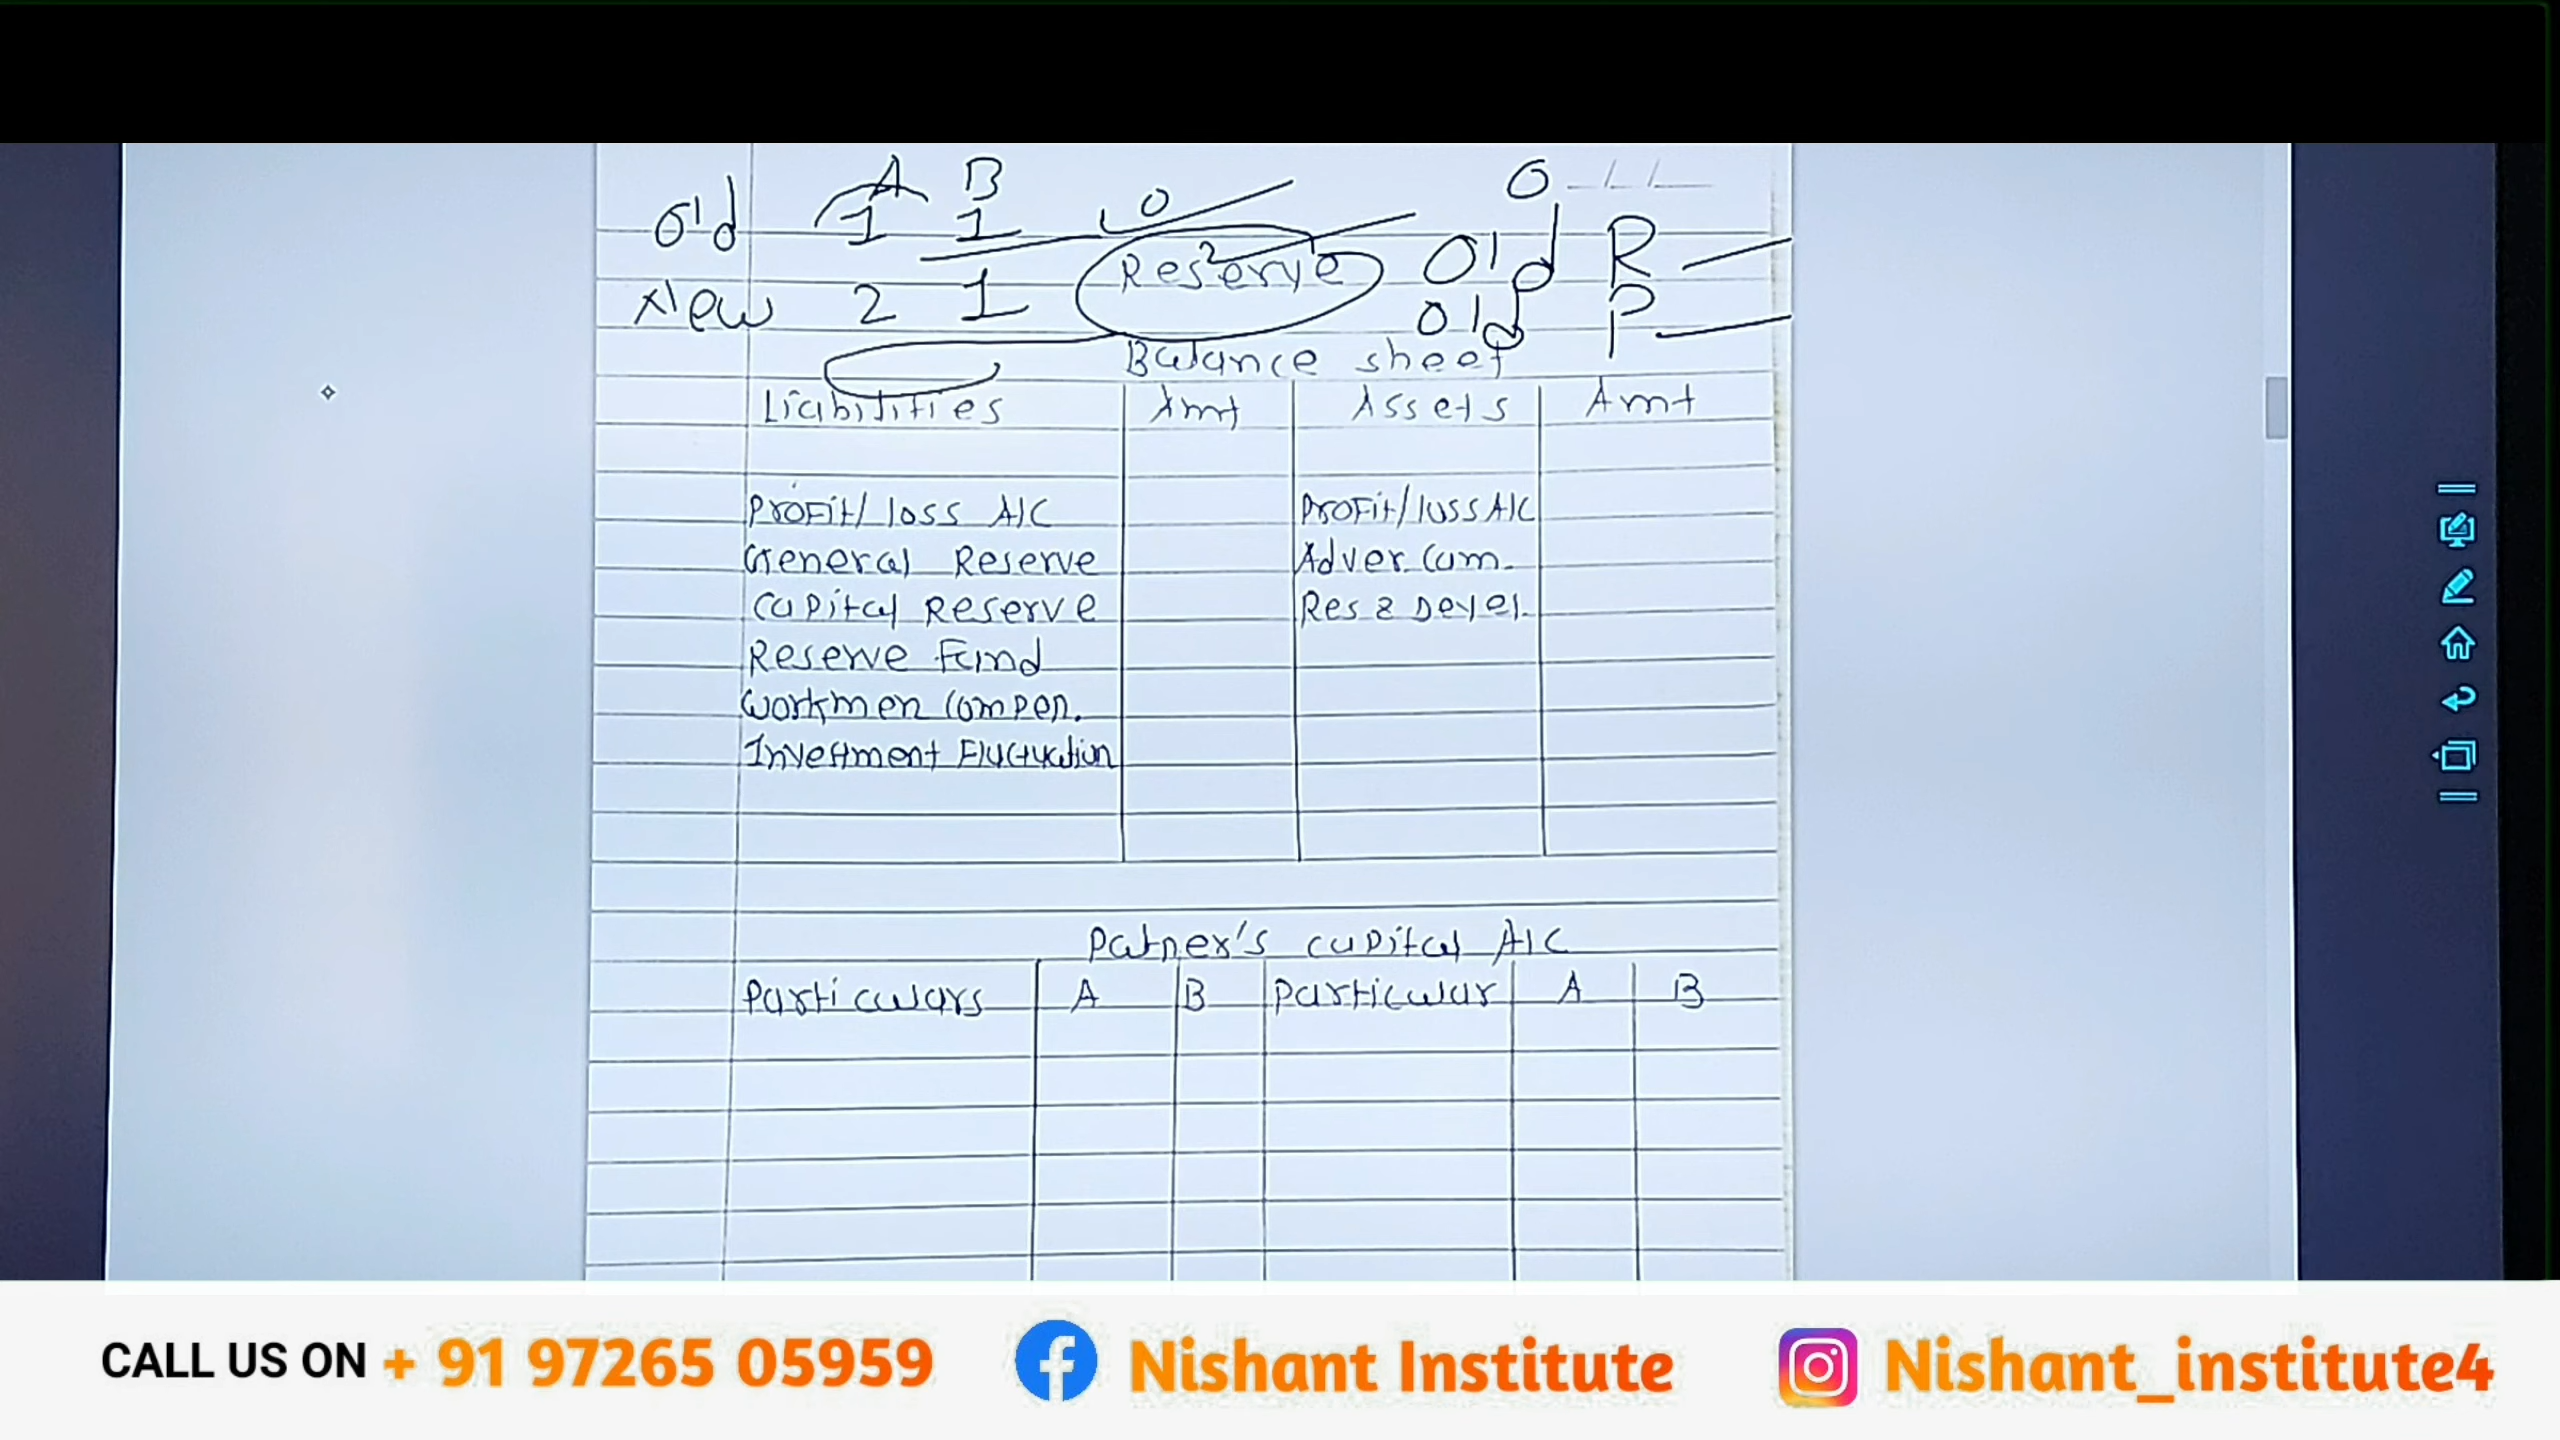 A B O
old 1 1 old R
Reserve
New 2 1 old P
Balance sheet
Liabilities Amt Assets Amt
Profit/loss A/C Profit/loss A/C
General Reserve Adver. Cam.
Capital Reserve Res & Devel.
Reserve Fund
Workmen Compen.
Investment Fluctuation
Patner's capital A/C
Particulars A B Particular A B
CALL US ON + 91 97265 05959 Nishant Institute Nishant_institute4